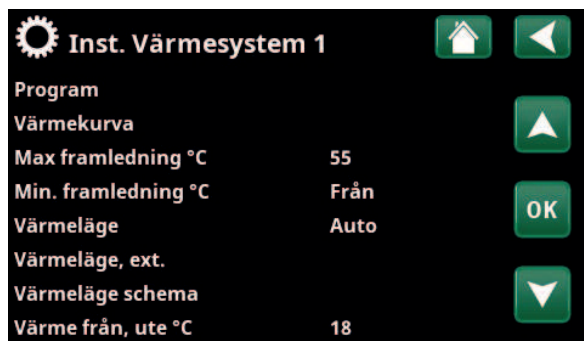 Inst. Värmesystem 1
Program
Värmekurva
Max framledning °C 55
Min. framledning °C Från
Värmeläge Auto
OK
Värmeläge, ext.
Värmeläge schema
Värme från, ute °C 18